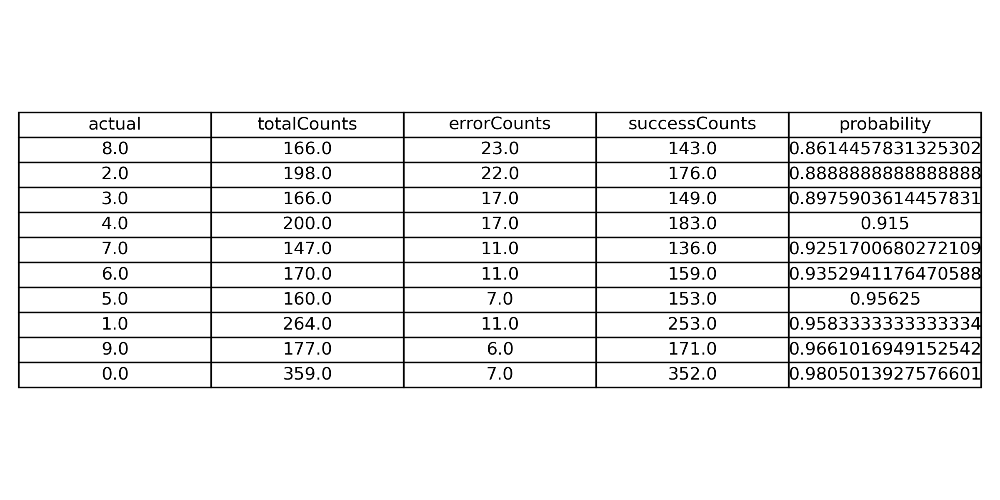 actual totalCounts errorCounts successCounts probability
8.0 166.0 23.0 143.0 0.8614457831325302
2.0 198.0 22.0 176.0 0.8888888888888888
3.0 166.0 17.0 149.0 0.8975903614457831
4.0 200.0 17.0 183.0 0.915
7.0 147.0 11.0 136.0 0.9251700680272109
6.0 170.0 11.0 159.0 0.9352941176470588
5.0 160.0 7.0 153.0 0.95625
1.0 264.0 11.0 253.0 0.9583333333333334
9.0 177.0 6.0 171.0 0.9661016949152542
0.0 359.0 7.0 352.0 0.9805013927576601